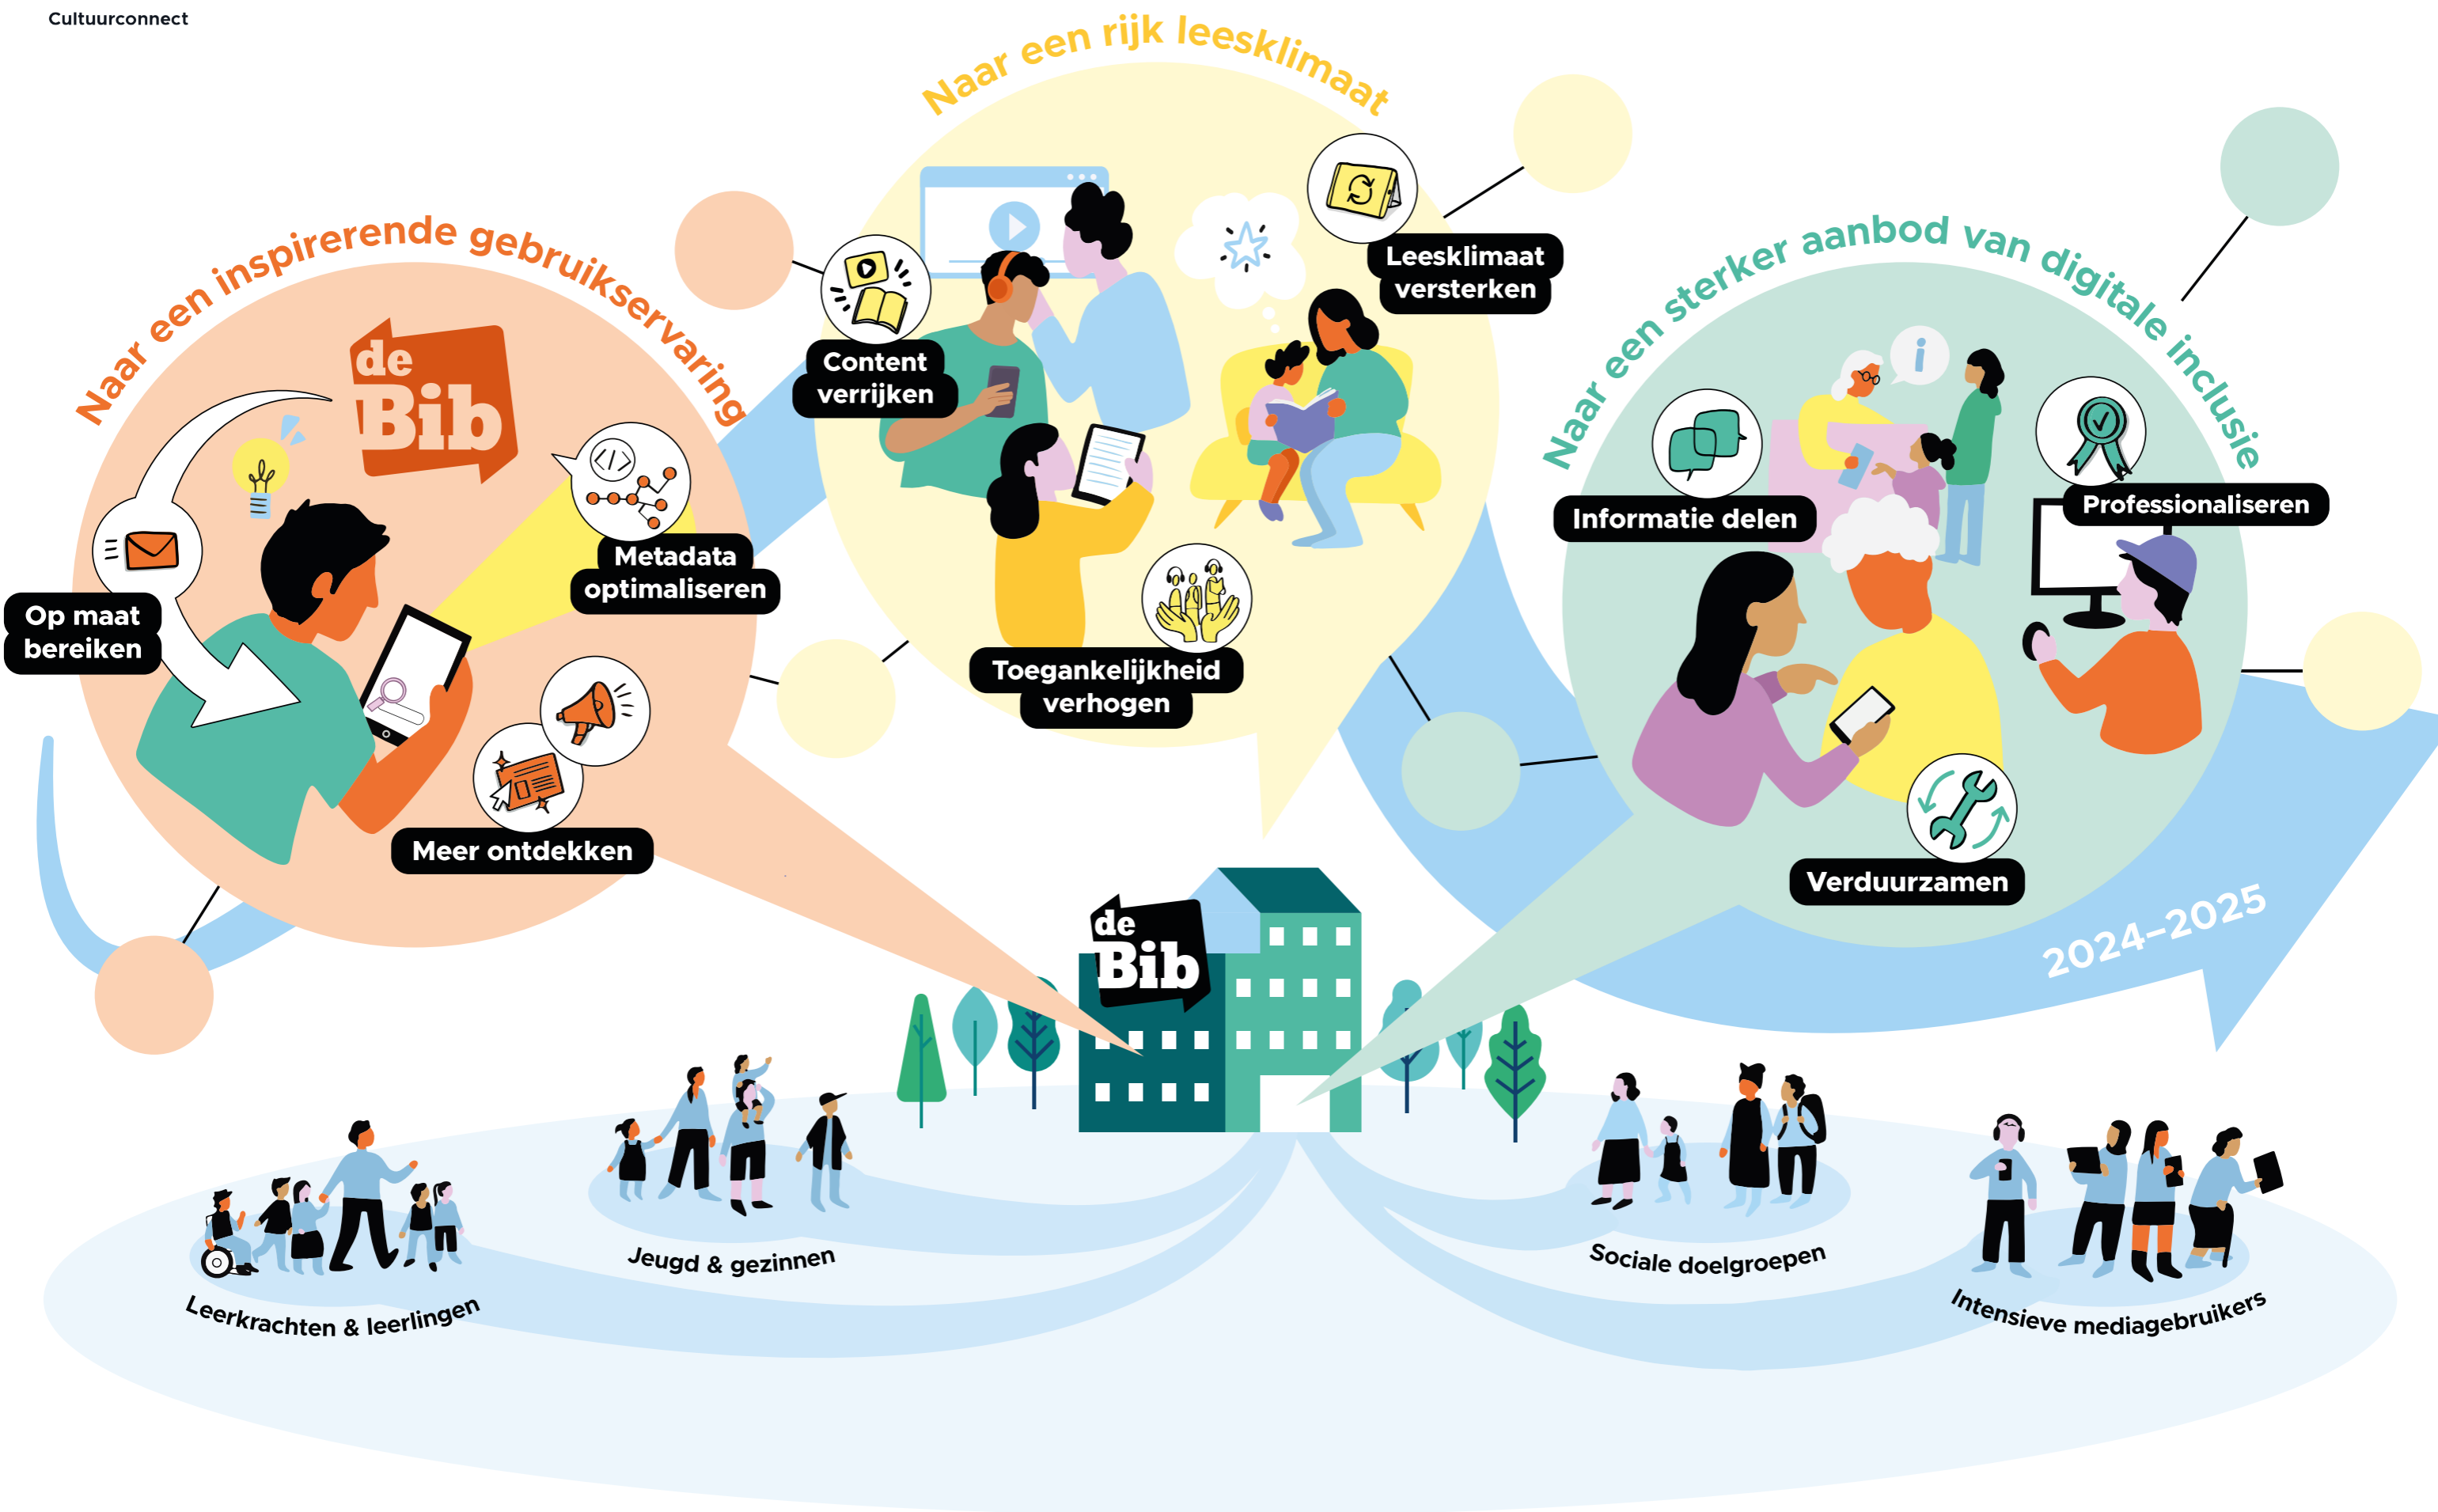 Cultuurconnect
Naar een inspirerende gebruikservaring
de
Bib
Op maat
bereiken
Metadata
optimaliseren
Meer ontdekken
Naar een rijk leesklimaat
Content
verrijken
Leesklimaat
versterken
Toegankelijkheid
verhogen
Naar een sterker aanbod van digitale inclusie
i
Informatie delen
Professionaliseren
Verduurzamen
2024–2025
de
Bib
Leerkrachten & leerlingen
Jeugd & gezinnen
Sociale doelgroepen
Intensieve mediagebruikers